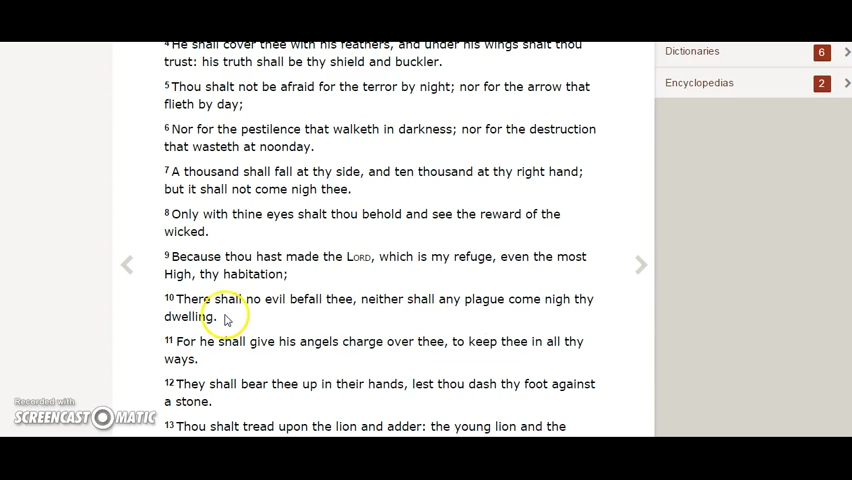 4 He shall cover thee with his feathers, and under his wings shalt thou
trust: his truth shall be thy shield and buckler.
5 Thou shalt not be afraid for the terror by night; nor for the arrow that
flieth by day;
6 Nor for the pestilence that walketh in darkness; nor for the destruction
that wasteth at noonday.
7 A thousand shall fall at thy side, and ten thousand at thy right hand;
but it shall not come nigh thee.
8 Only with thine eyes shalt thou behold and see the reward of the
wicked.
9 Because thou hast made the LORD, which is my refuge, even the most
High, thy habitation;
10 There shall no evil befall thee, neither shall any plague come nigh thy
dwelling.
11 For he shall give his angels charge over thee, to keep thee in all thy
ways.
12 They shall bear thee up in their hands, lest thou dash thy foot against
a stone.
13 Thou shalt tread upon the lion and adder: the young lion and the
Dictionaries 6
Encyclopedias 2
Recorded with
SCREENCAST MATIC